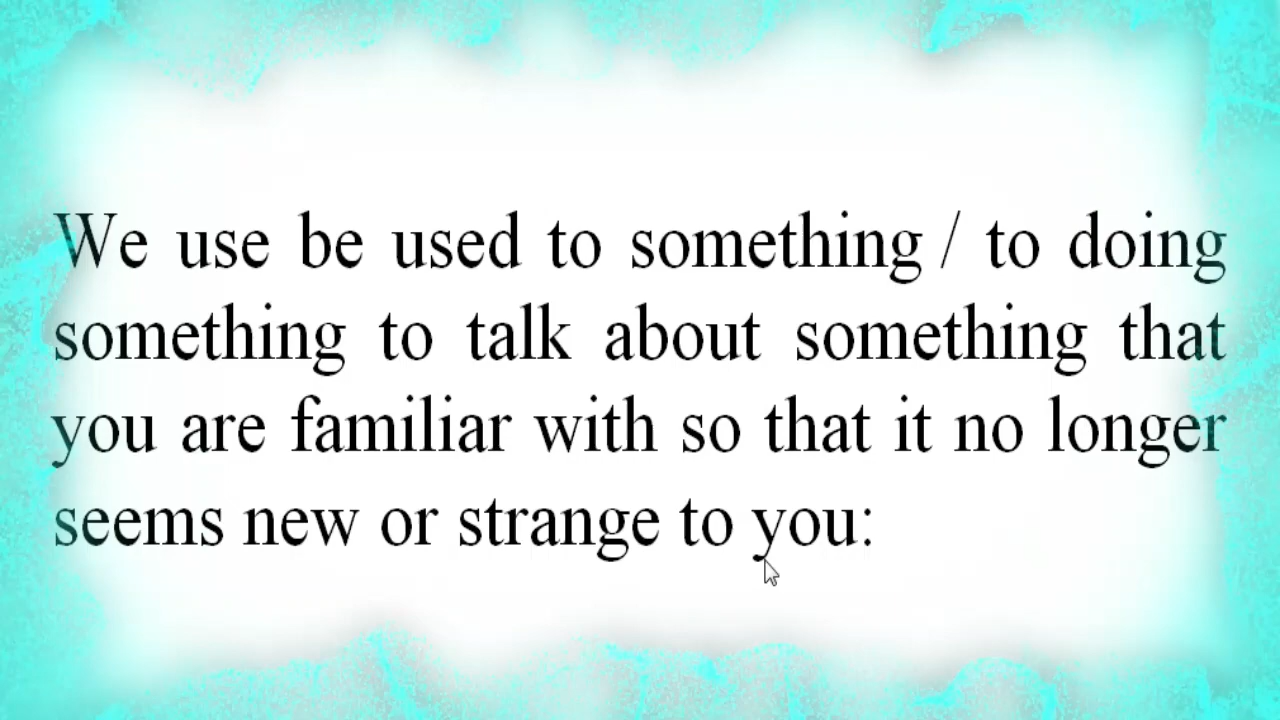 We use be used to something / to doing
something to talk about something that
you are familiar with so that it no longer
seems new or strange to you: